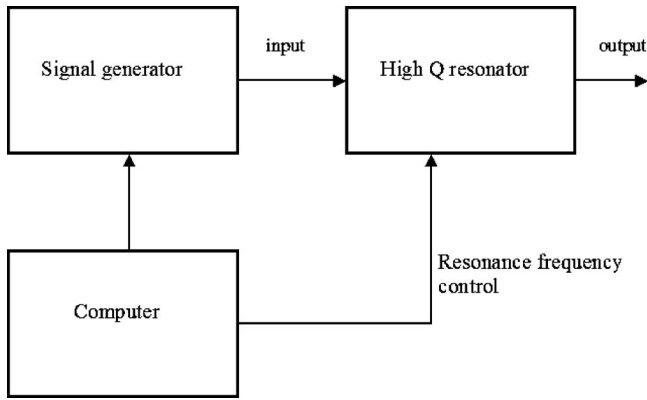 input
output
Signal generator
High Q resonator
Resonance frequency
control
Computer